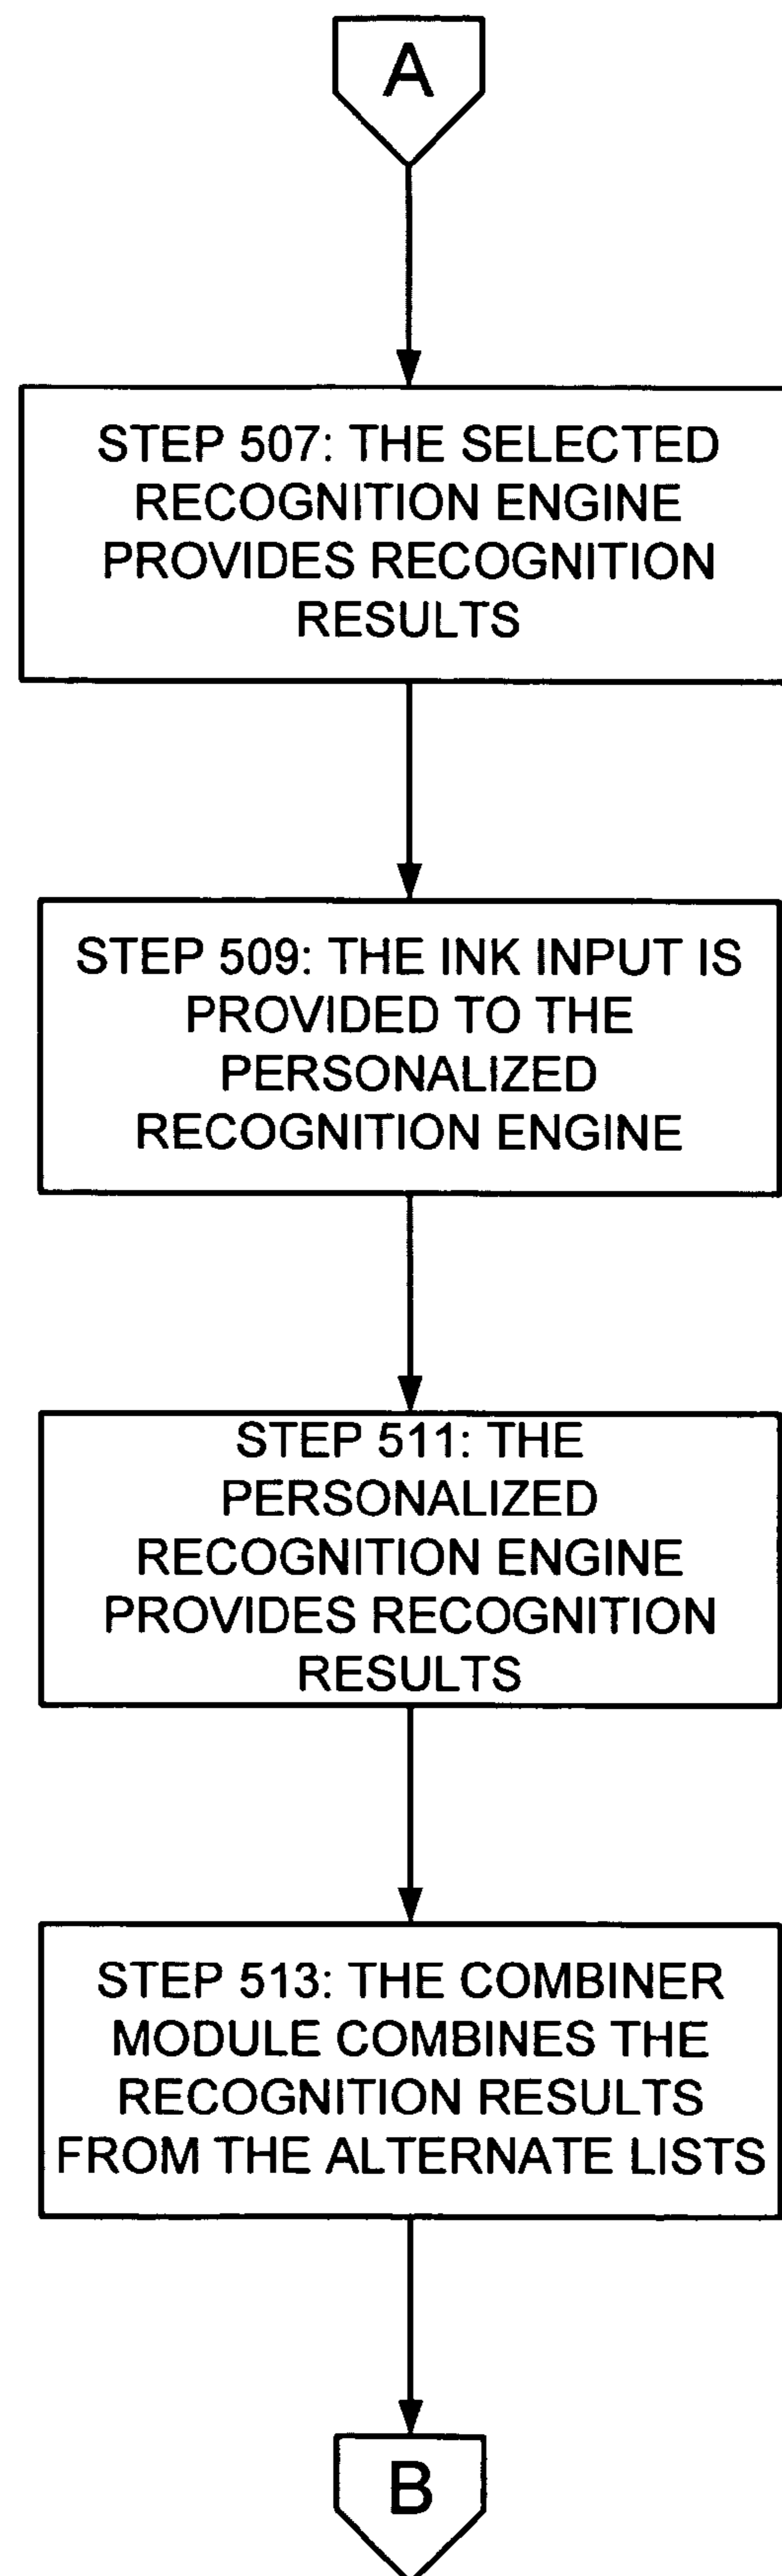 A
STEP 507: THE SELECTED
RECOGNITION ENGINE
PROVIDES RECOGNITION
RESULTS
STEP 509: THE INK INPUT IS
PROVIDED TO THE
PERSONALIZED
RECOGNITION ENGINE
STEP 511: THE
PERSONALIZED
RECOGNITION ENGINE
PROVIDES RECOGNITION
RESULTS
STEP 513: THE COMBINER
MODULE COMBINES THE
RECOGNITION RESULTS
FROM THE ALTERNATE LISTS
B